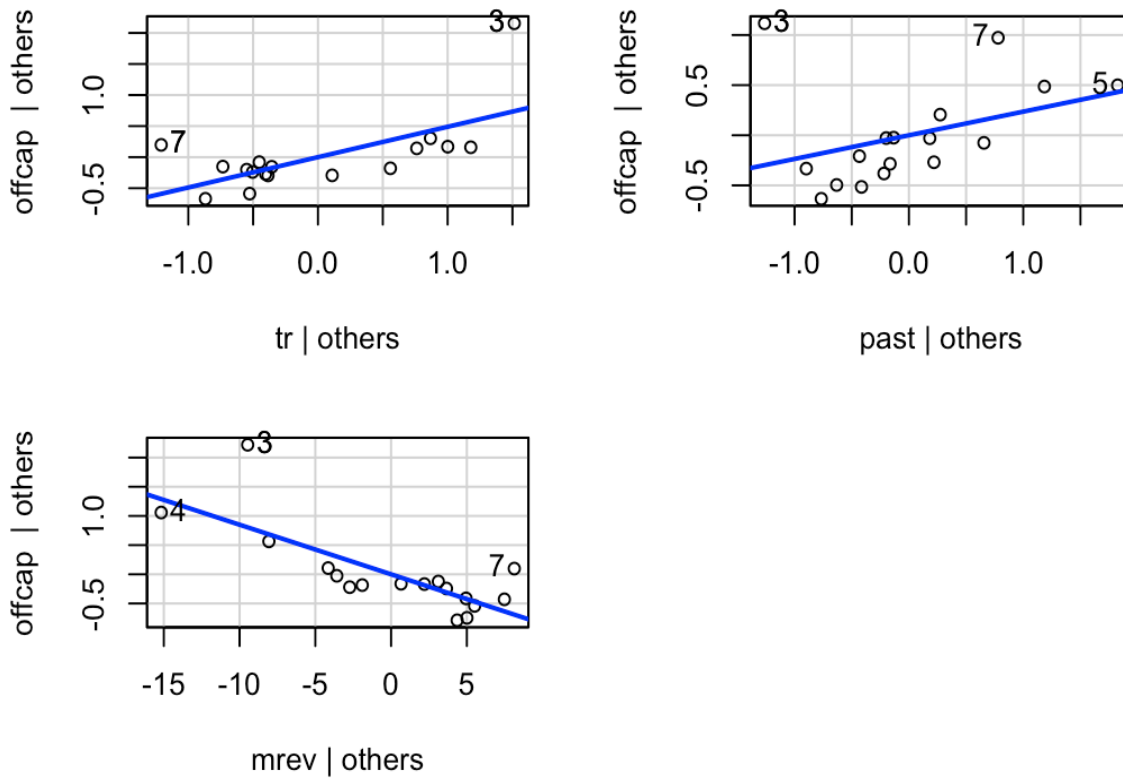 offcap | others
-0.5 1.0
3
7
-1.0 0.0 1.0
tr | others
offcap | others
-0.5 0.5
3
7
5
-1.0 0.0 1.0
past | others
offcap | others
-0.5 1.0
3
4
7
-15 -10 -5 0 5
mrev | others